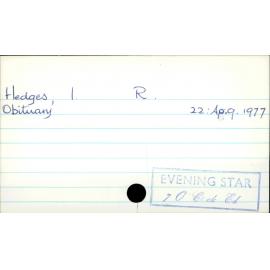 Hedges, I. R.
Obituary 22. Ap. 9. 1977
EVENING STAR